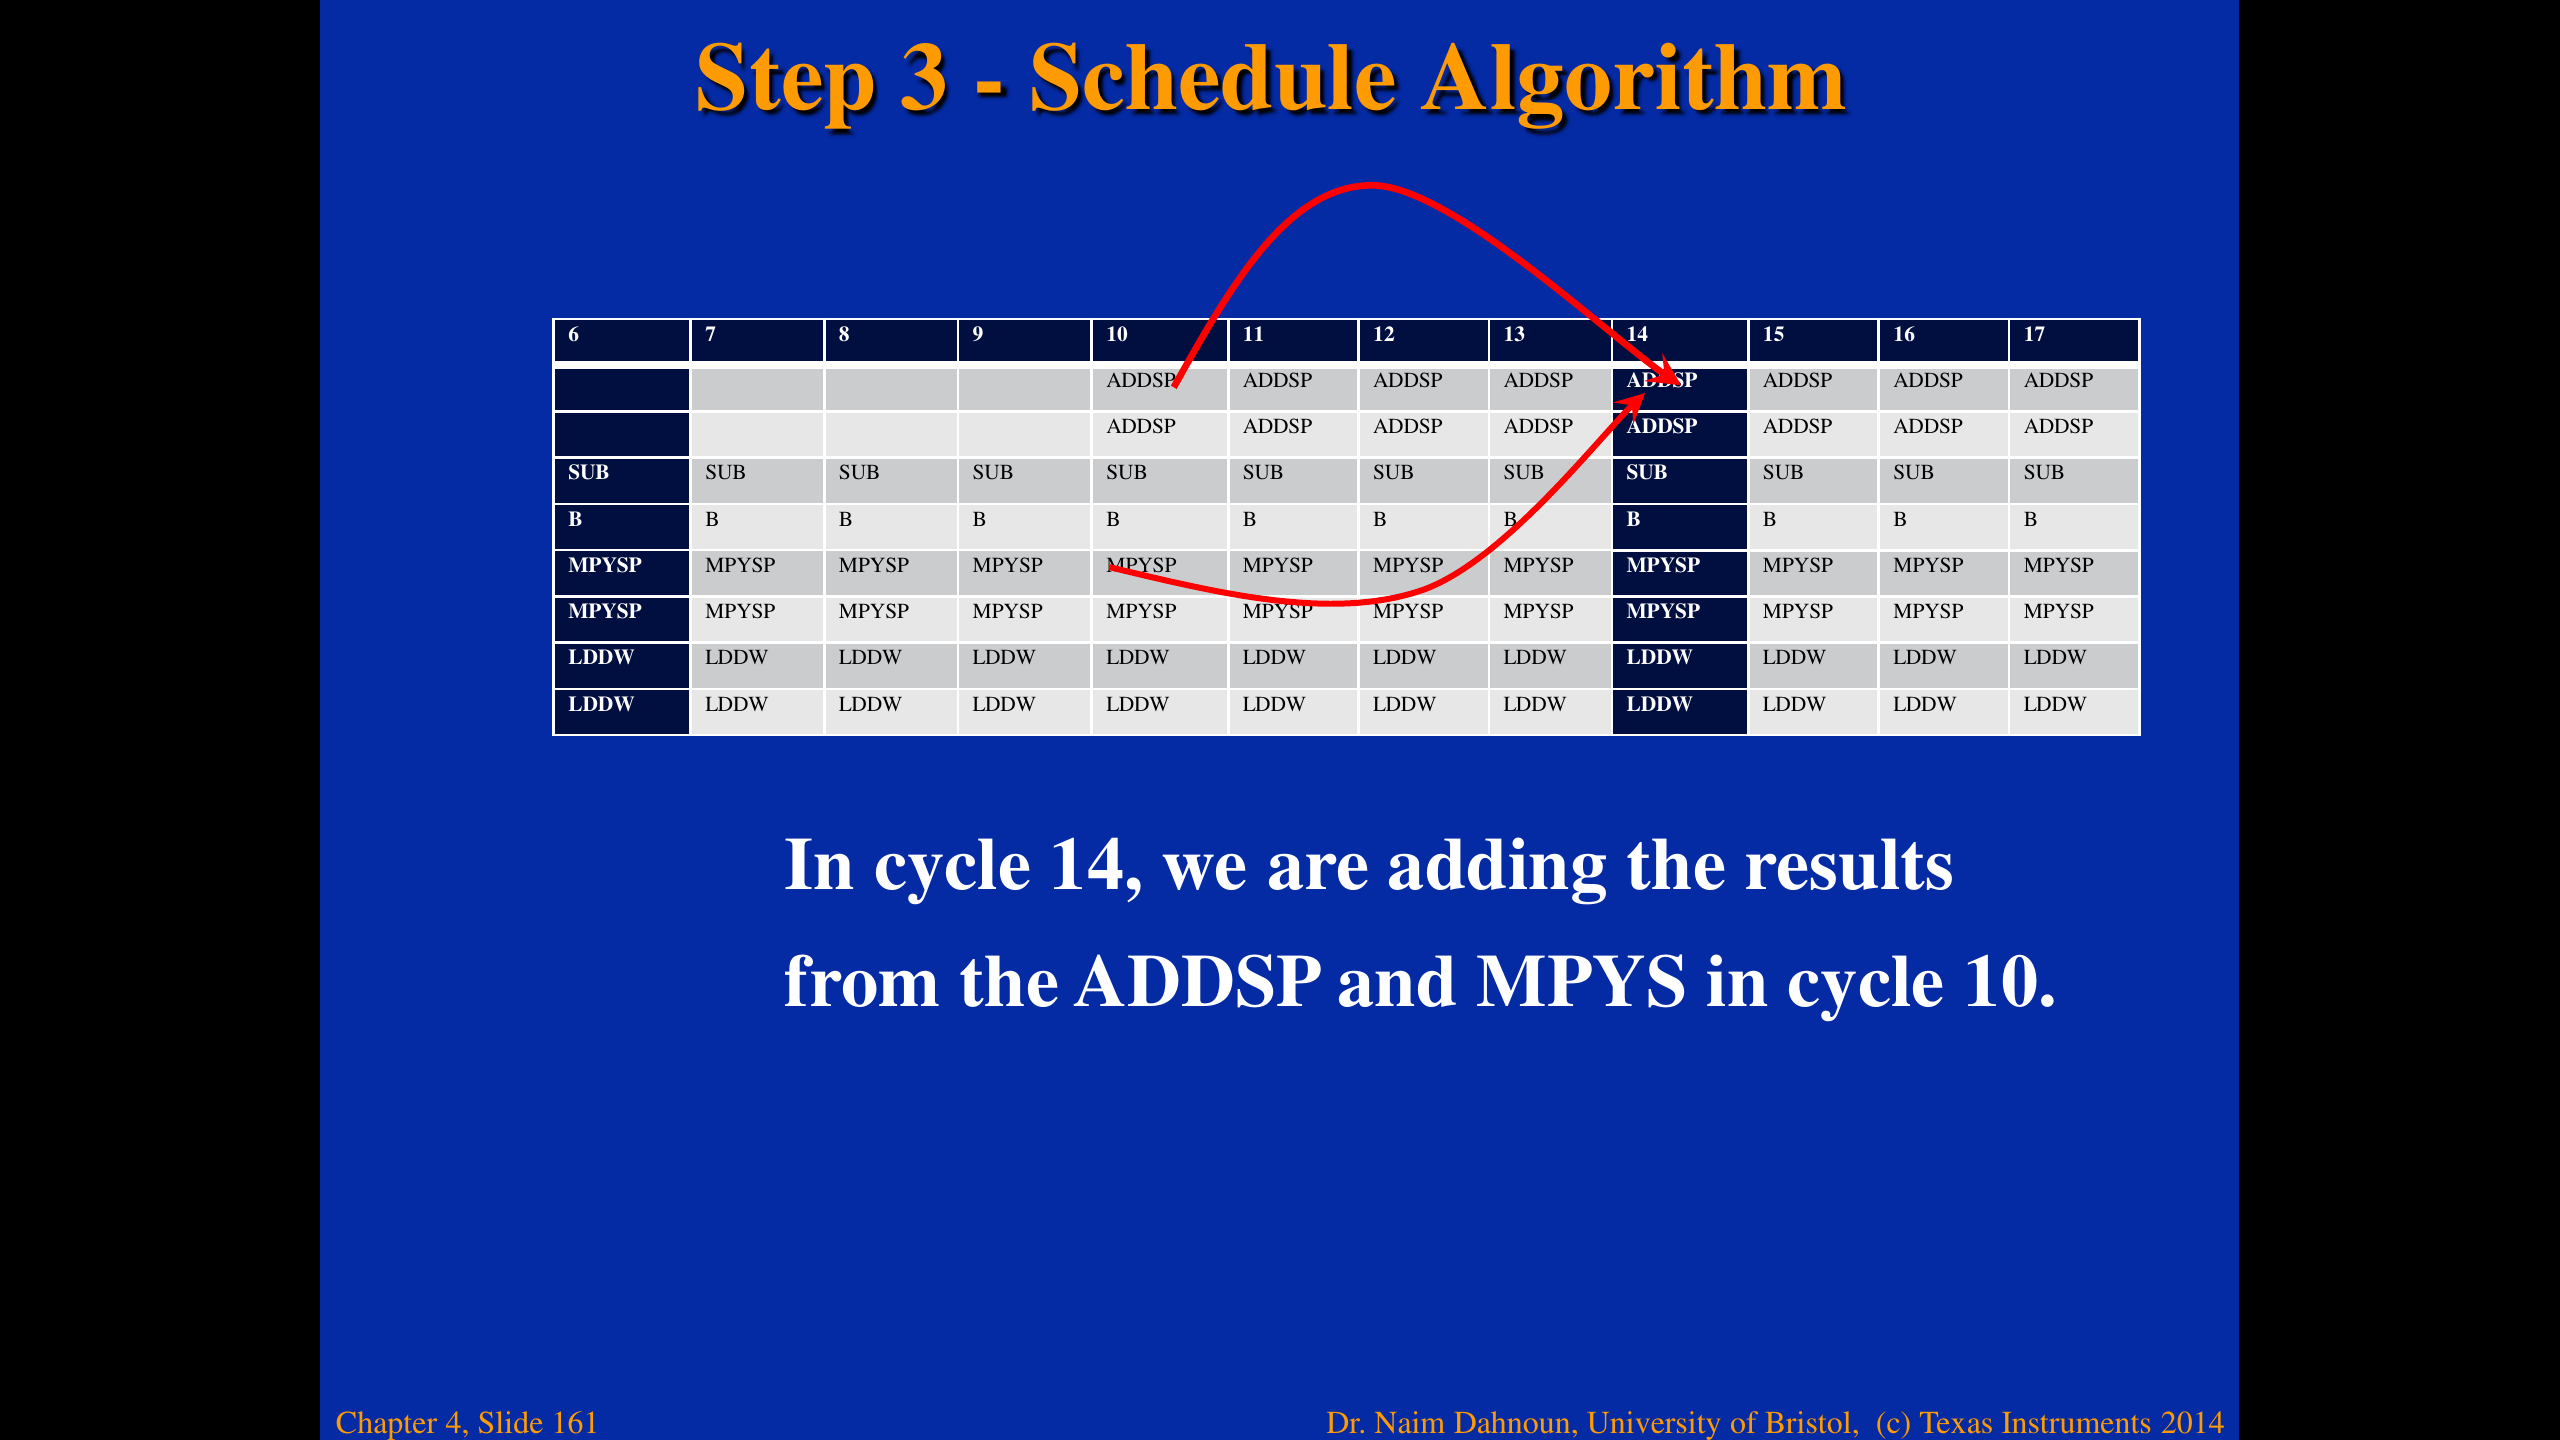 Step 3 - Schedule Algorithm
6 7 8 9 10 11 12 13 14 15 16 17
ADDSP ADDSP ADDSP ADDSP ADDSP ADDSP ADDSP ADDSP
ADDSP ADDSP ADDSP ADDSP ADDSP ADDSP ADDSP ADDSP
SUB SUB SUB SUB SUB SUB SUB SUB SUB SUB SUB SUB
B B B B B B B B B B B B
MPYSP MPYSP MPYSP MPYSP MPYSP MPYSP MPYSP MPYSP MPYSP MPYSP MPYSP MPYSP
MPYSP MPYSP MPYSP MPYSP MPYSP MPYSP MPYSP MPYSP MPYSP MPYSP MPYSP MPYSP
LDDW LDDW LDDW LDDW LDDW LDDW LDDW LDDW LDDW LDDW LDDW LDDW
LDDW LDDW LDDW LDDW LDDW LDDW LDDW LDDW LDDW LDDW LDDW LDDW
In cycle 14, we are adding the results
from the ADDSP and MPYS in cycle 10.
Chapter 4, Slide 161
Dr. Naim Dahnoun, University of Bristol, (c) Texas Instruments 2014